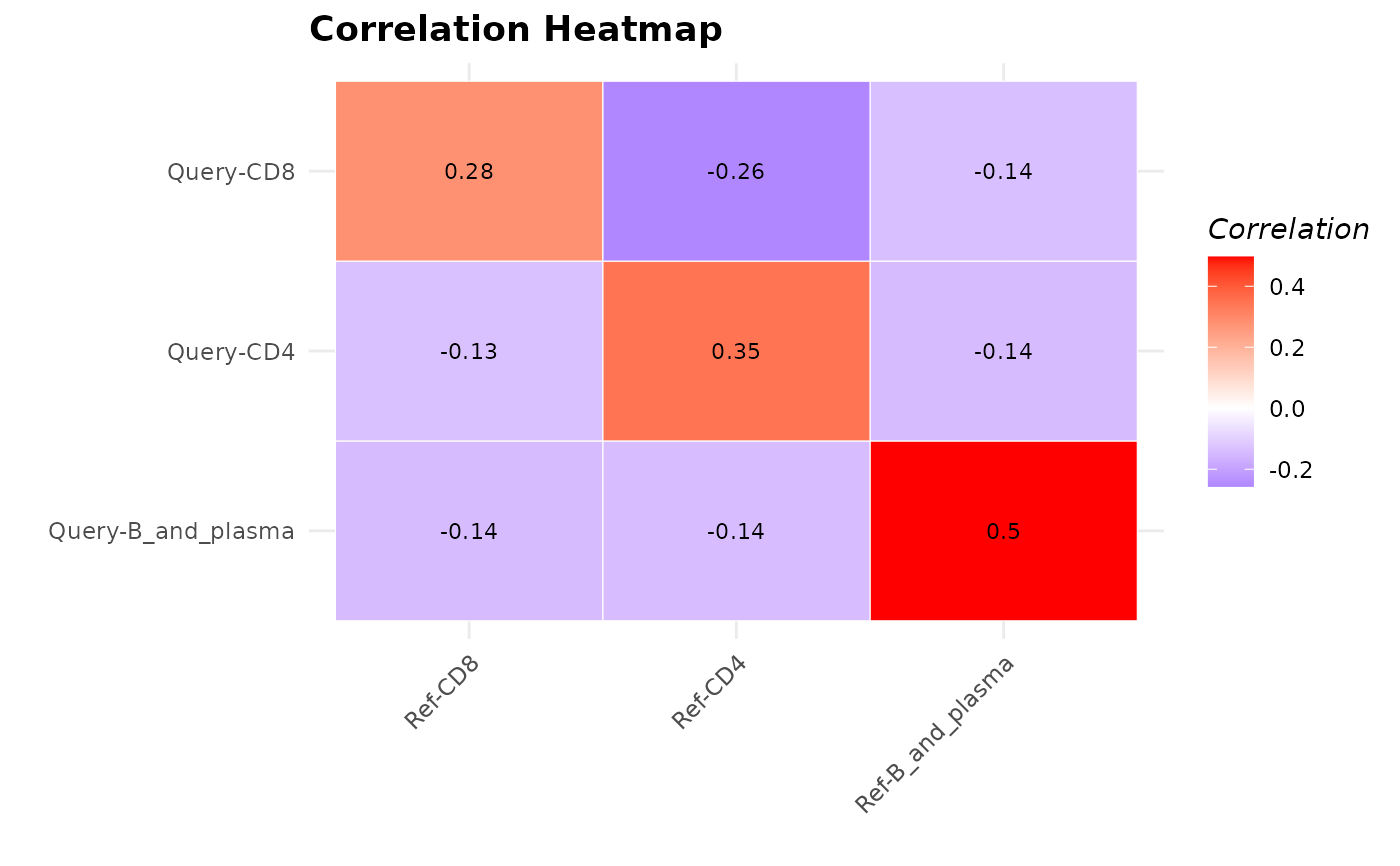 Correlation Heatmap
Query-CD8
0.28
-0.26
-0.14
Query-CD4
-0.13
0.35
-0.14
Query-B_and_plasma
-0.14
-0.14
0.5
Ref-CD8
Ref-CD4
Ref-B_and_plasma
Correlation
0.4
0.2
0.0
-0.2